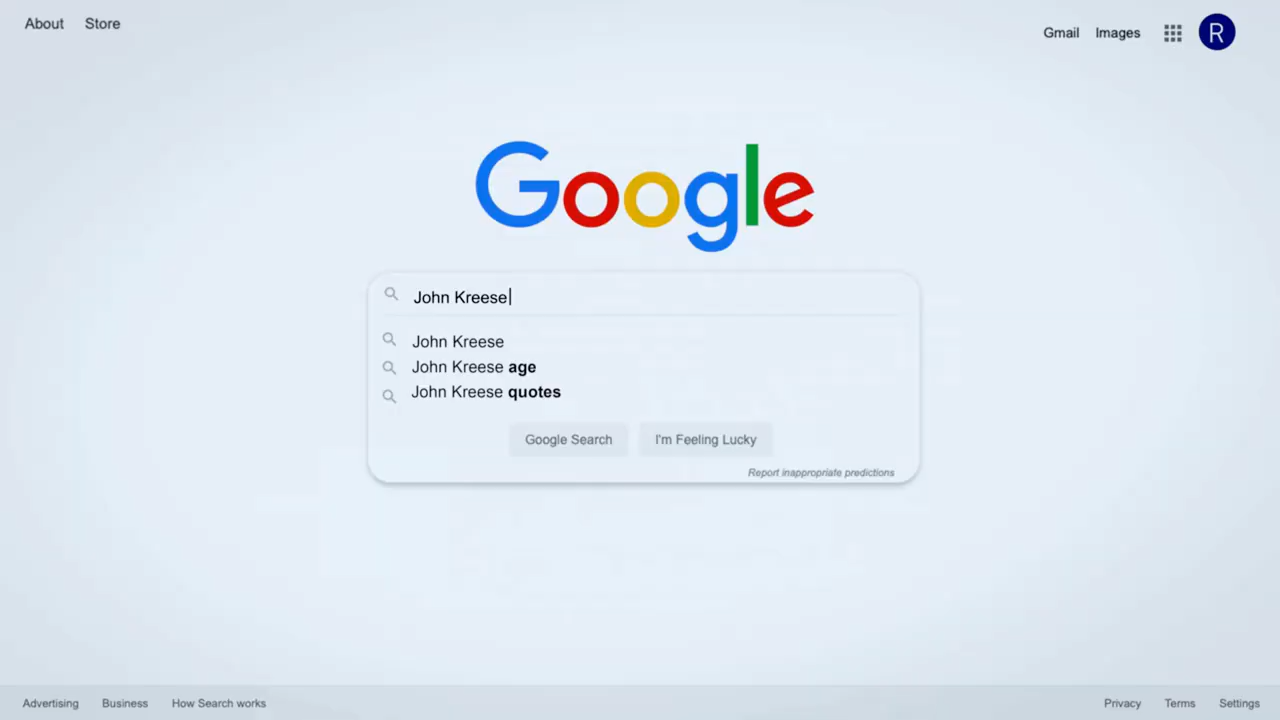 About Store
Gmail Images R
Google
John Kreese
John Kreese
John Kreese age
John Kreese quotes
Google Search I'm Feeling Lucky
Report inappropriate predictions
Advertising Business How Search works
Privacy Terms Settings